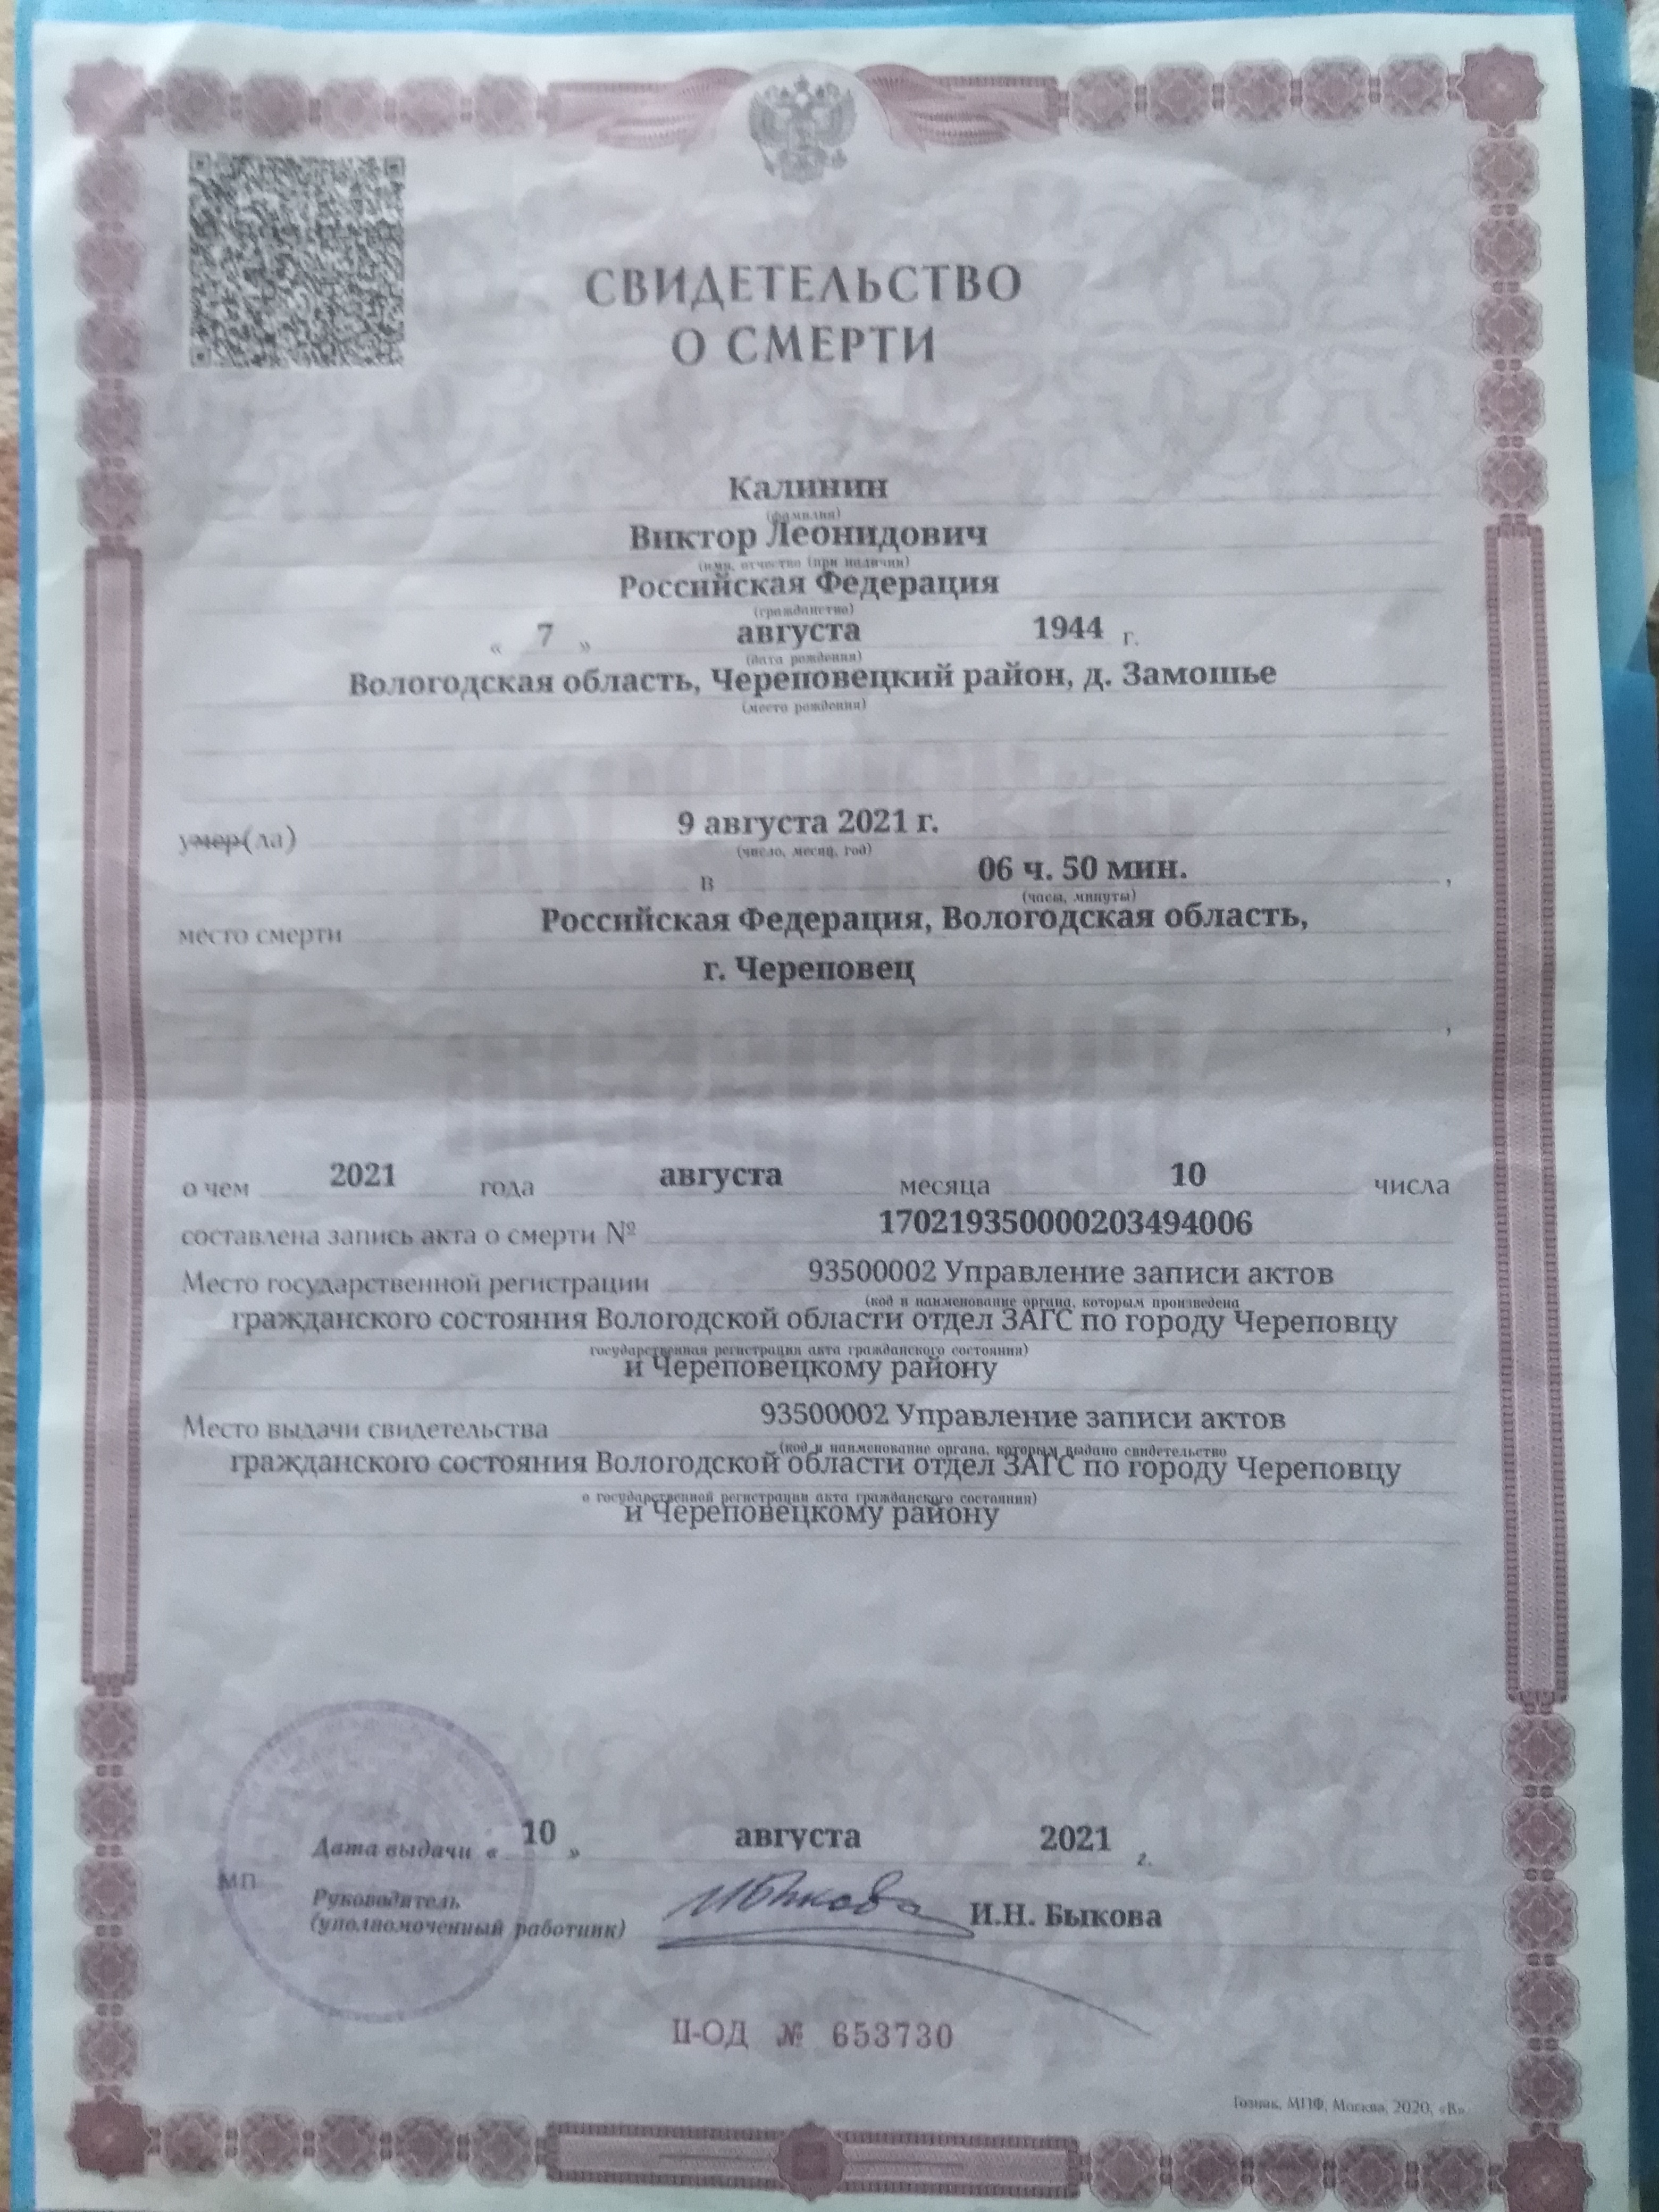 СВИДЕТЕЛЬСТВО
О СМЕРТИ
Калинин
(фамилия)
Виктор Леонидович
(имя, отчество (при наличии)
Российская Федерация
(гражданство)
« 7 » августа 1944 г.
(дата рождения)
Вологодская область, Череповецкий район, д. Замошье
(место рождения)
умер(ла) 9 августа 2021 г.
(число, месяц, год)
в 06 ч. 50 мин. ,
(часы, минуты)
место смерти Российская Федерация, Вологодская область,
г. Череповец
,
о чем 2021 года августа месяца 10 числа
составлена запись акта о смерти № 170219350000203494006
Место государственной регистрации 93500002 Управление записи актов
(код и наименование органа, которым произведена
гражданского состояния Вологодской области отдел ЗАГС по городу Череповцу
государственная регистрация акта гражданского состояния)
и Череповецкому району
Место выдачи свидетельства 93500002 Управление записи актов
(код и наименование органа, которым выдано свидетельство
гражданского состояния Вологодской области отдел ЗАГС по городу Череповцу
о государственной регистрации акта гражданского состояния)
и Череповецкому району
Дата выдачи « 10 » августа 2021 г.
МП
Руководитель
(уполномоченный работник) И.Н. Быкова
II-ОД № 653730
Гознак, МПФ, Москва, 2020, «В».